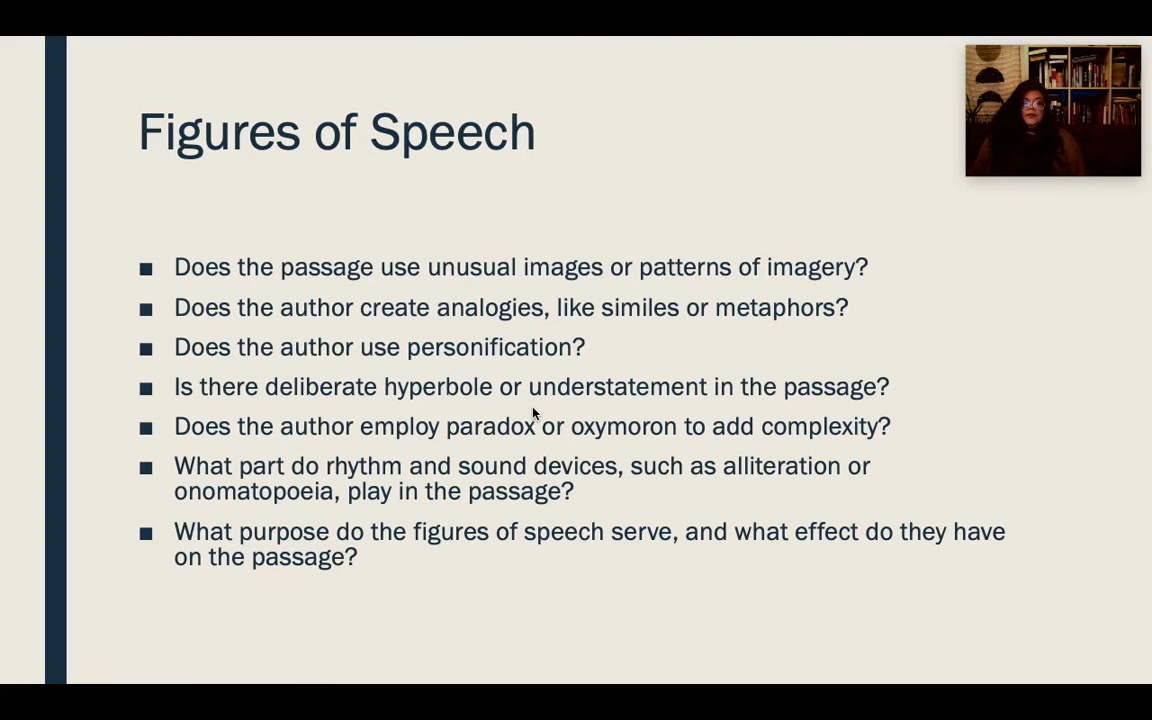 Figures of Speech
■ Does the passage use unusual images or patterns of imagery?
■ Does the author create analogies, like similes or metaphors?
■ Does the author use personification?
■ Is there deliberate hyperbole or understatement in the passage?
■ Does the author employ paradox or oxymoron to add complexity?
■ What part do rhythm and sound devices, such as alliteration or
onomatopoeia, play in the passage?
■ What purpose do the figures of speech serve, and what effect do they have
on the passage?